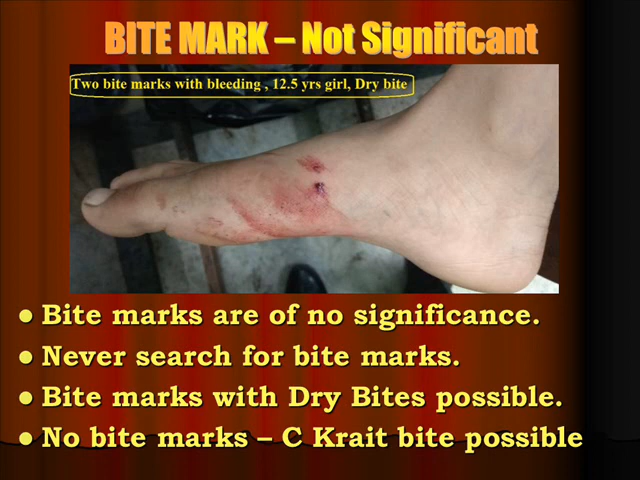 BITE MARK – Not Significant
Two bite marks with bleeding , 12.5 yrs girl, Dry bite
● Bite marks are of no significance.
● Never search for bite marks.
● Bite marks with Dry Bites possible.
● No bite marks – C Krait bite possible